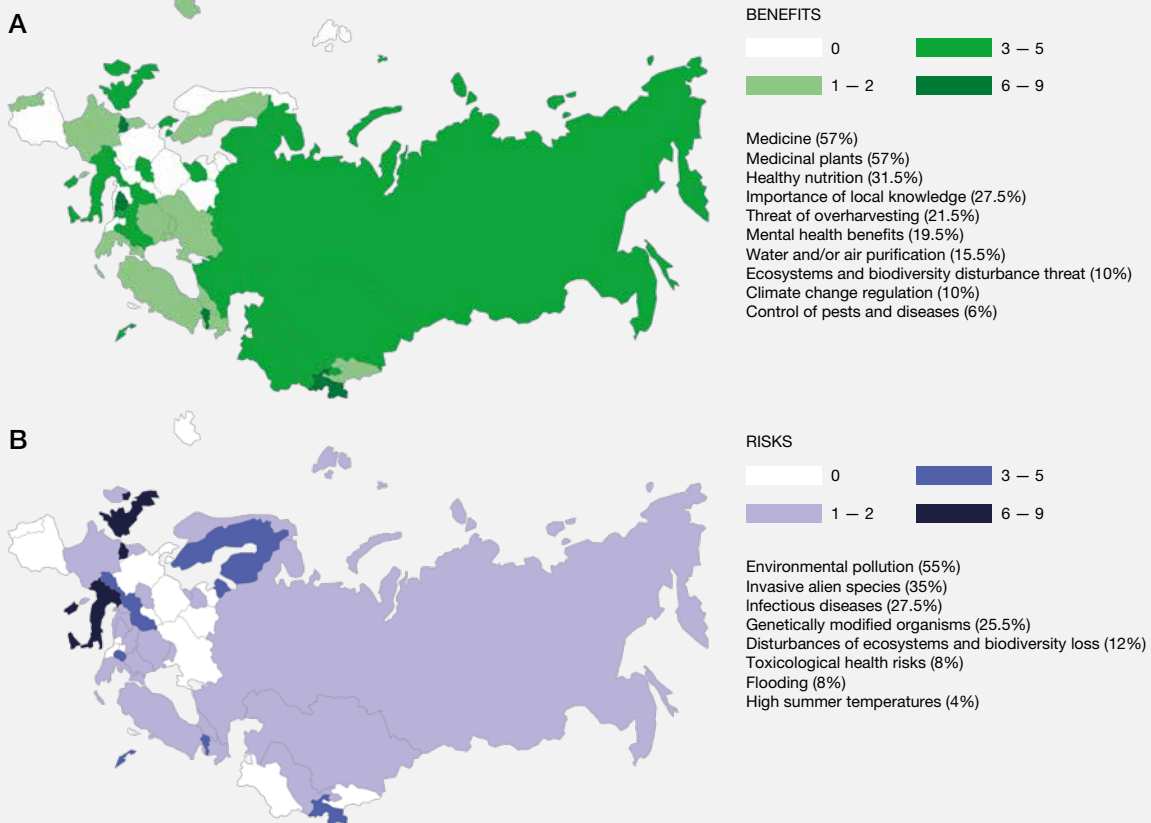 A
BENEFITS
0
3 — 5
1 — 2
6 — 9
Medicine (57%)
Medicinal plants (57%)
Healthy nutrition (31.5%)
Importance of local knowledge (27.5%)
Threat of overharvesting (21.5%)
Mental health benefits (19.5%)
Water and/or air purification (15.5%)
Ecosystems and biodiversity disturbance threat (10%)
Climate change regulation (10%)
Control of pests and diseases (6%)
B
RISKS
0
3 — 5
1 — 2
6 — 9
Environmental pollution (55%)
Invasive alien species (35%)
Infectious diseases (27.5%)
Genetically modified organisms (25.5%)
Disturbances of ecosystems and biodiversity loss (12%)
Toxicological health risks (8%)
Flooding (8%)
High summer temperatures (4%)